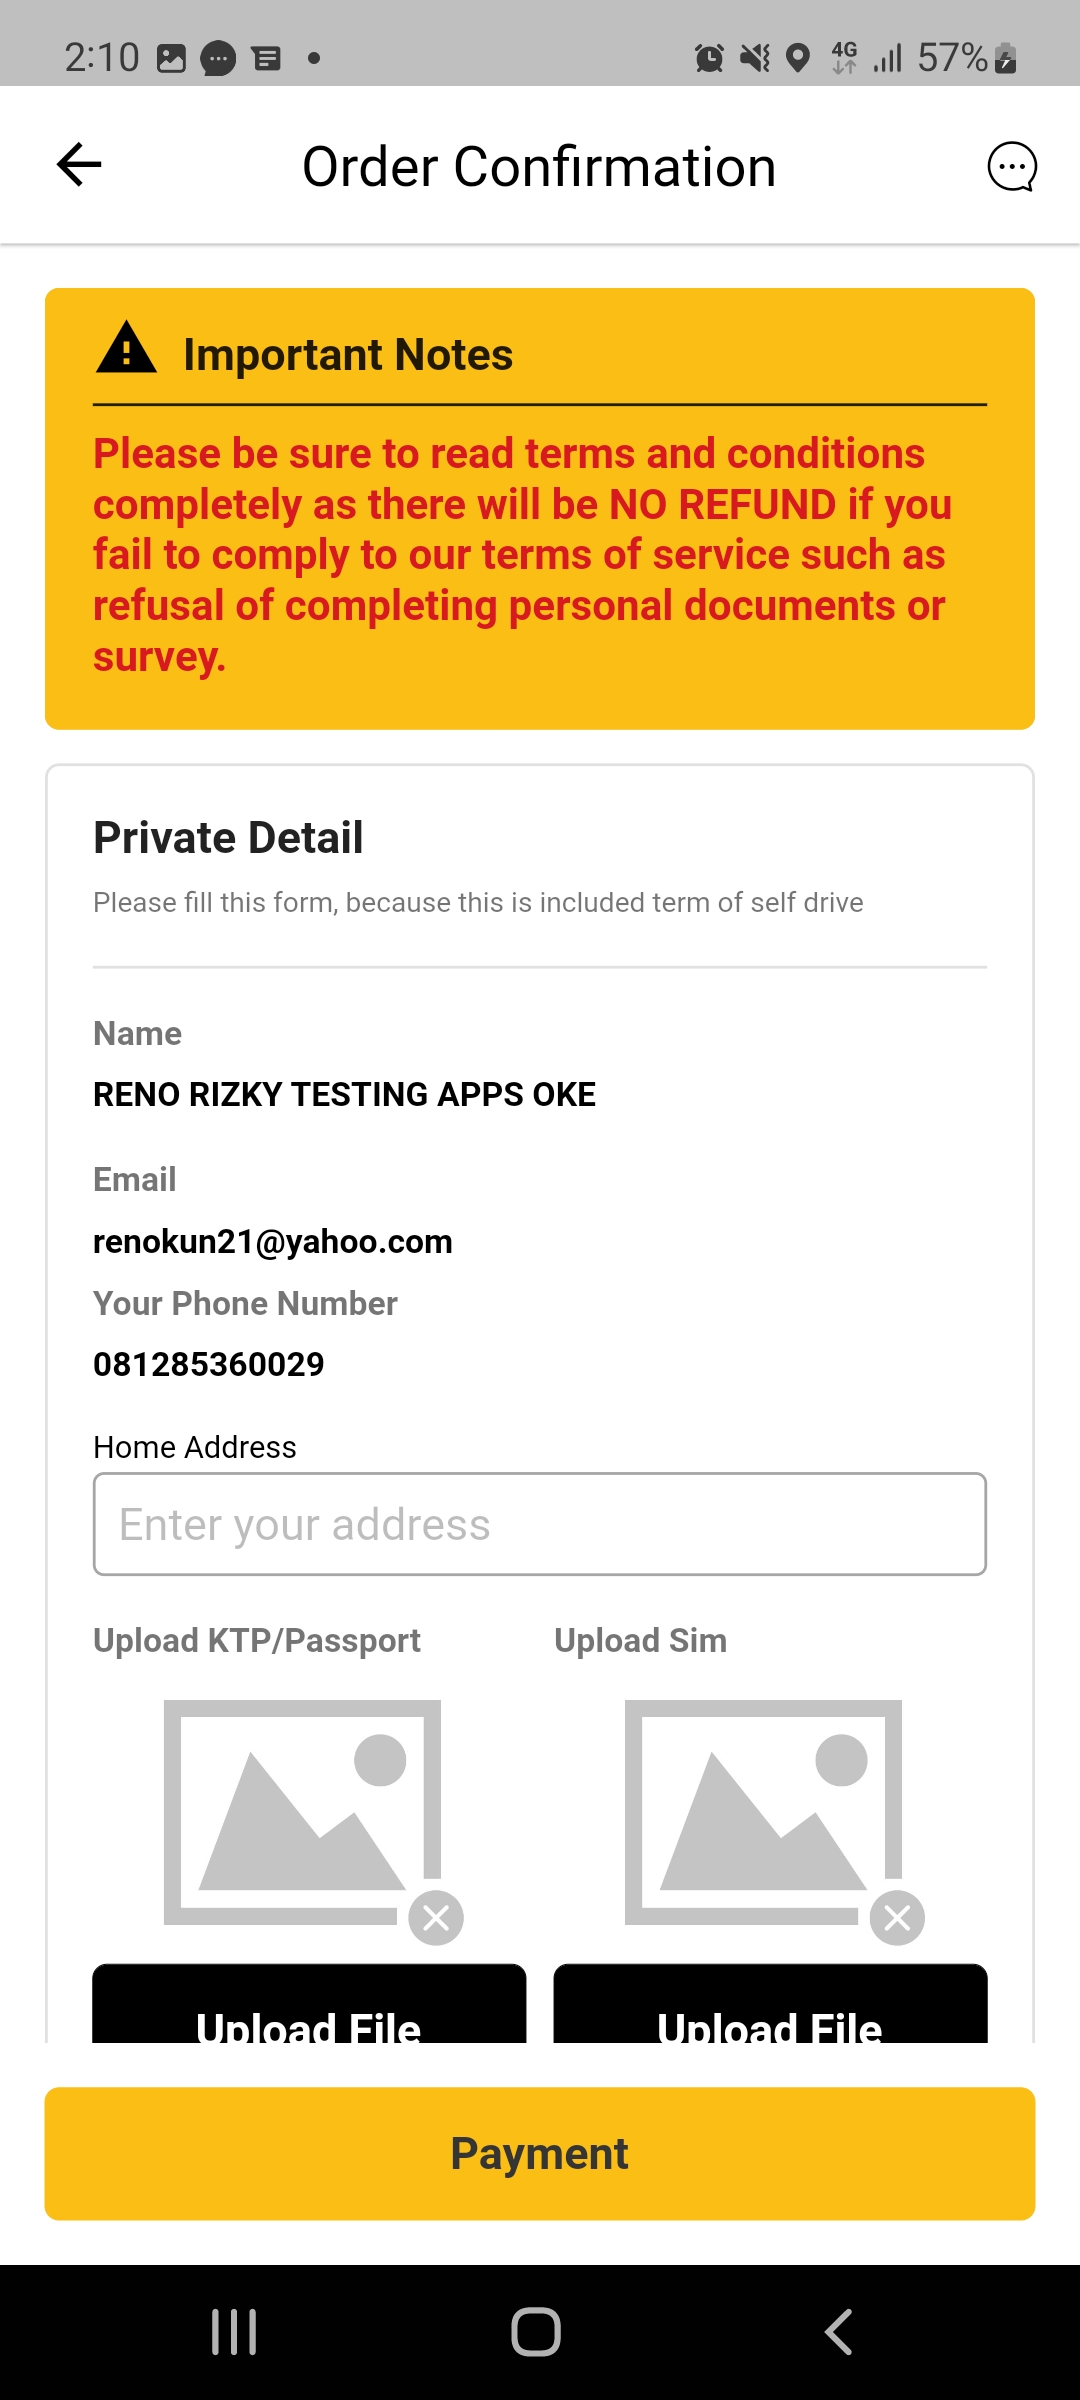 2:10
4G
57%
Order Confirmation
Important Notes
Please be sure to read terms and conditions
completely as there will be NO REFUND if you
fail to comply to our terms of service such as
refusal of completing personal documents or
survey.
Private Detail
Please fill this form, because this is included term of self drive
Name
RENO RIZKY TESTING APPS OKE
Email
renokun21@yahoo.com
Your Phone Number
081285360029
Home Address
Enter your address
Upload KTP/Passport
Upload Sim
Upload File
Upload File
Payment